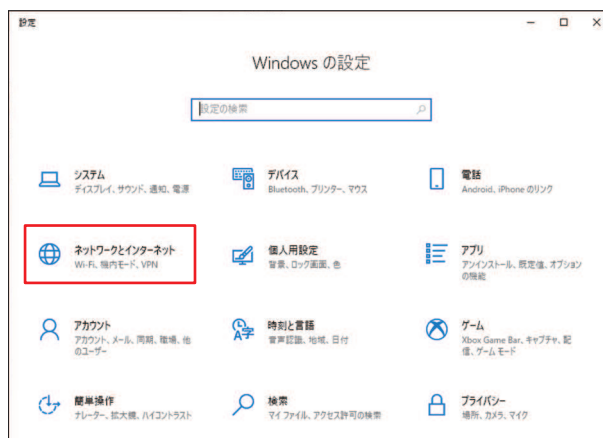 設定
Windows の設定
設定の検索
システム
ディスプレイ、サウンド、通知、電源
デバイス
Bluetooth、プリンター、マウス
電話
Android、iPhone のリンク
ネットワークとインターネット
Wi-Fi、機内モード、VPN
個人用設定
背景、ロック画面、色
アプリ
アンインストール、既定値、オプション
の機能
アカウント
アカウント、メール、同期、職場、他
のユーザー
時刻と言語
音声認識、地域、日付
ゲーム
Xbox Game Bar、キャプチャ、配
信、ゲーム モード
簡単操作
ナレーター、拡大鏡、ハイコントラスト
検索
マイ ファイル、アクセス許可の検索
プライバシー
場所、カメラ、マイク